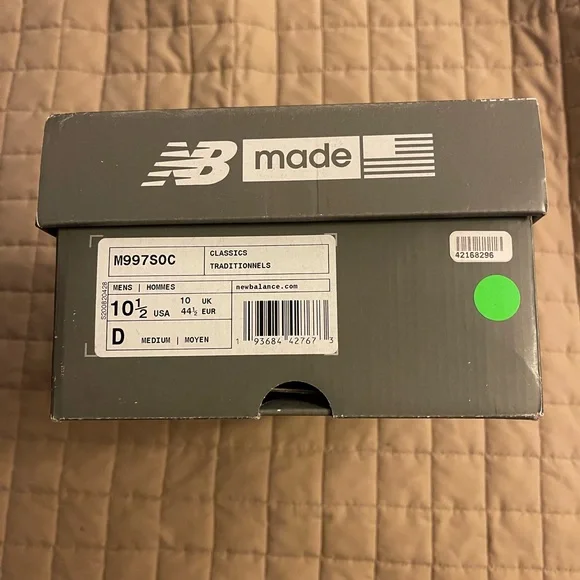 NB made
M997SOC
CLASSICS
TRADITIONNELS
MENS | HOMMES
newbalance.com
10½ USA
10 UK
44½ EUR
D MEDIUM | MOYEN
1 93684 42767 3
S200820428
42168296